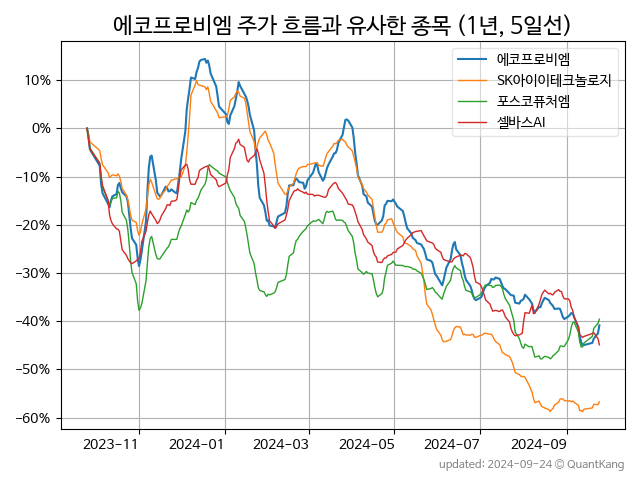 에코프로비엠 주가 흐름과 유사한 종목 (1년, 5일선)
에코프로비엠
SK아이이테크놀로지
포스코퓨처엠
셀바스AI
10%
0%
−10%
−20%
−30%
−40%
−50%
−60%
2023-11
2024-01
2024-03
2024-05
2024-07
2024-09
updated: 2024-09-24 © QuantKang